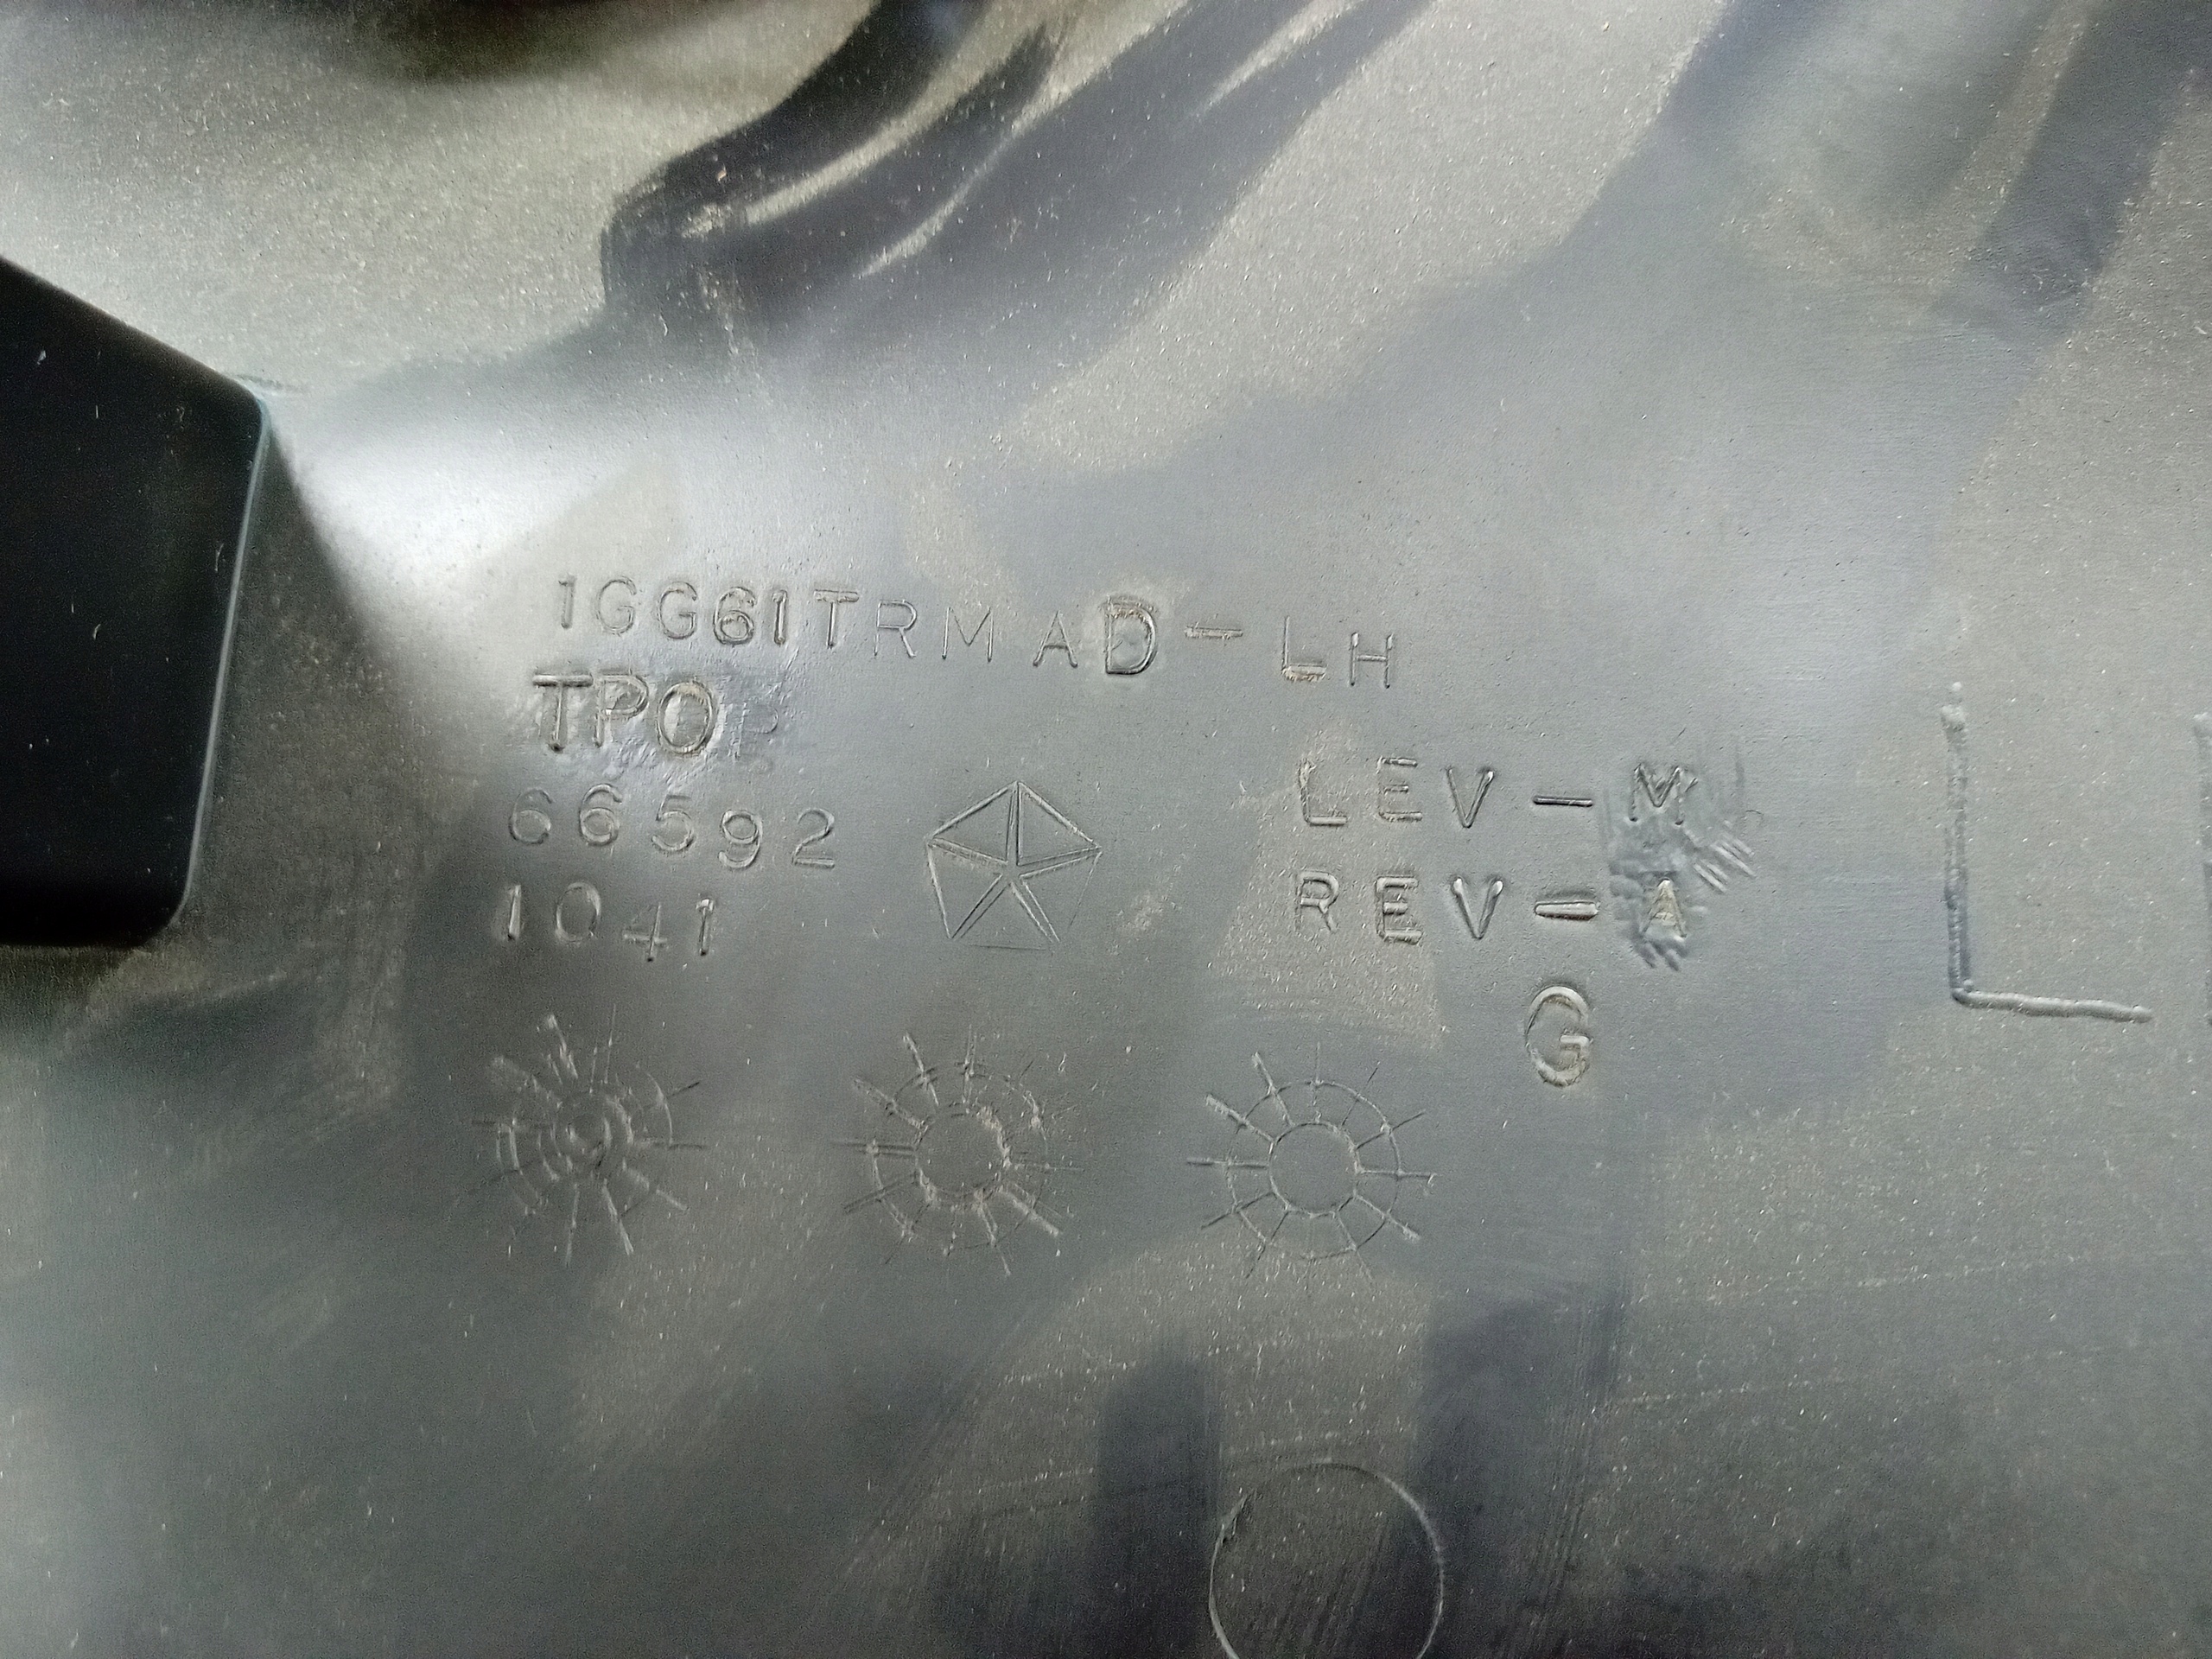 1GG61TRMAD-LH
TPO
66592
1041
LEV-M
REV-A
G
L